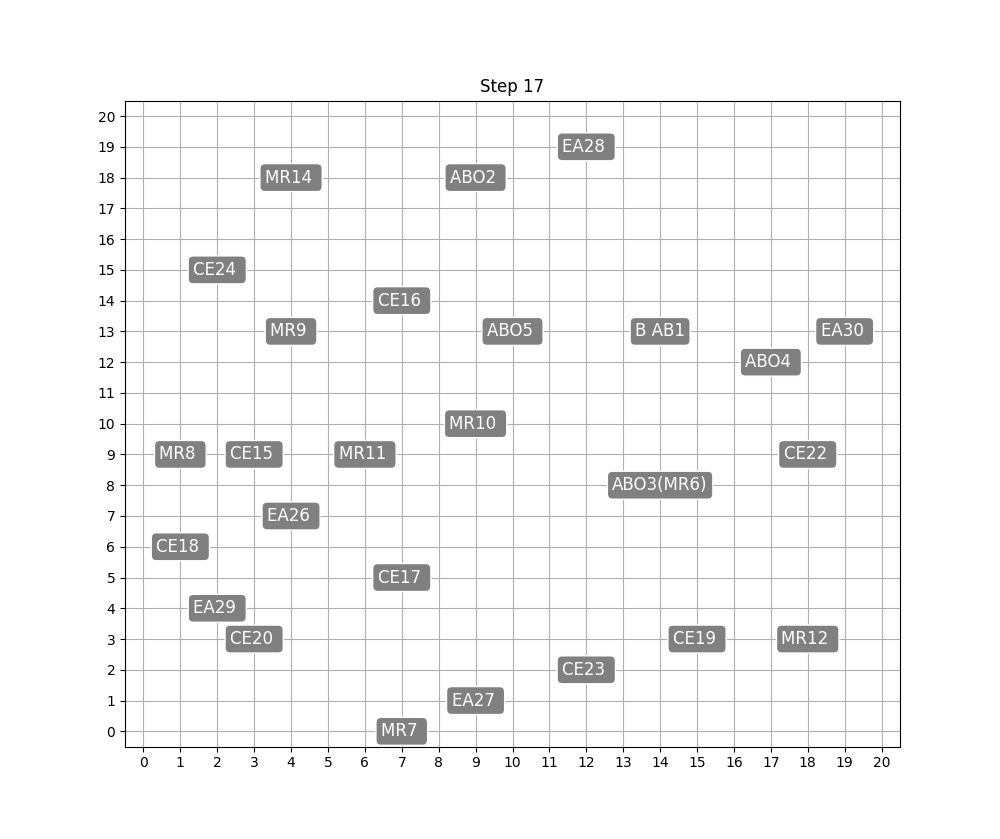 Step 17
20
19
EA28
18
MR14
ABO2
17
16
15
CE24
14
CE16
13
MR9
ABO5
B AB1
EA30
12
ABO4
11
10
MR10
9
MR8
CE15
MR11
CE22
8
ABO3(MR6)
7
EA26
6
CE18
5
CE17
4
EA29
3
CE20
CE19
MR12
2
CE23
1
EA27
0
MR7
0 1 2 3 4 5 6 7 8 9 10 11 12 13 14 15 16 17 18 19 20